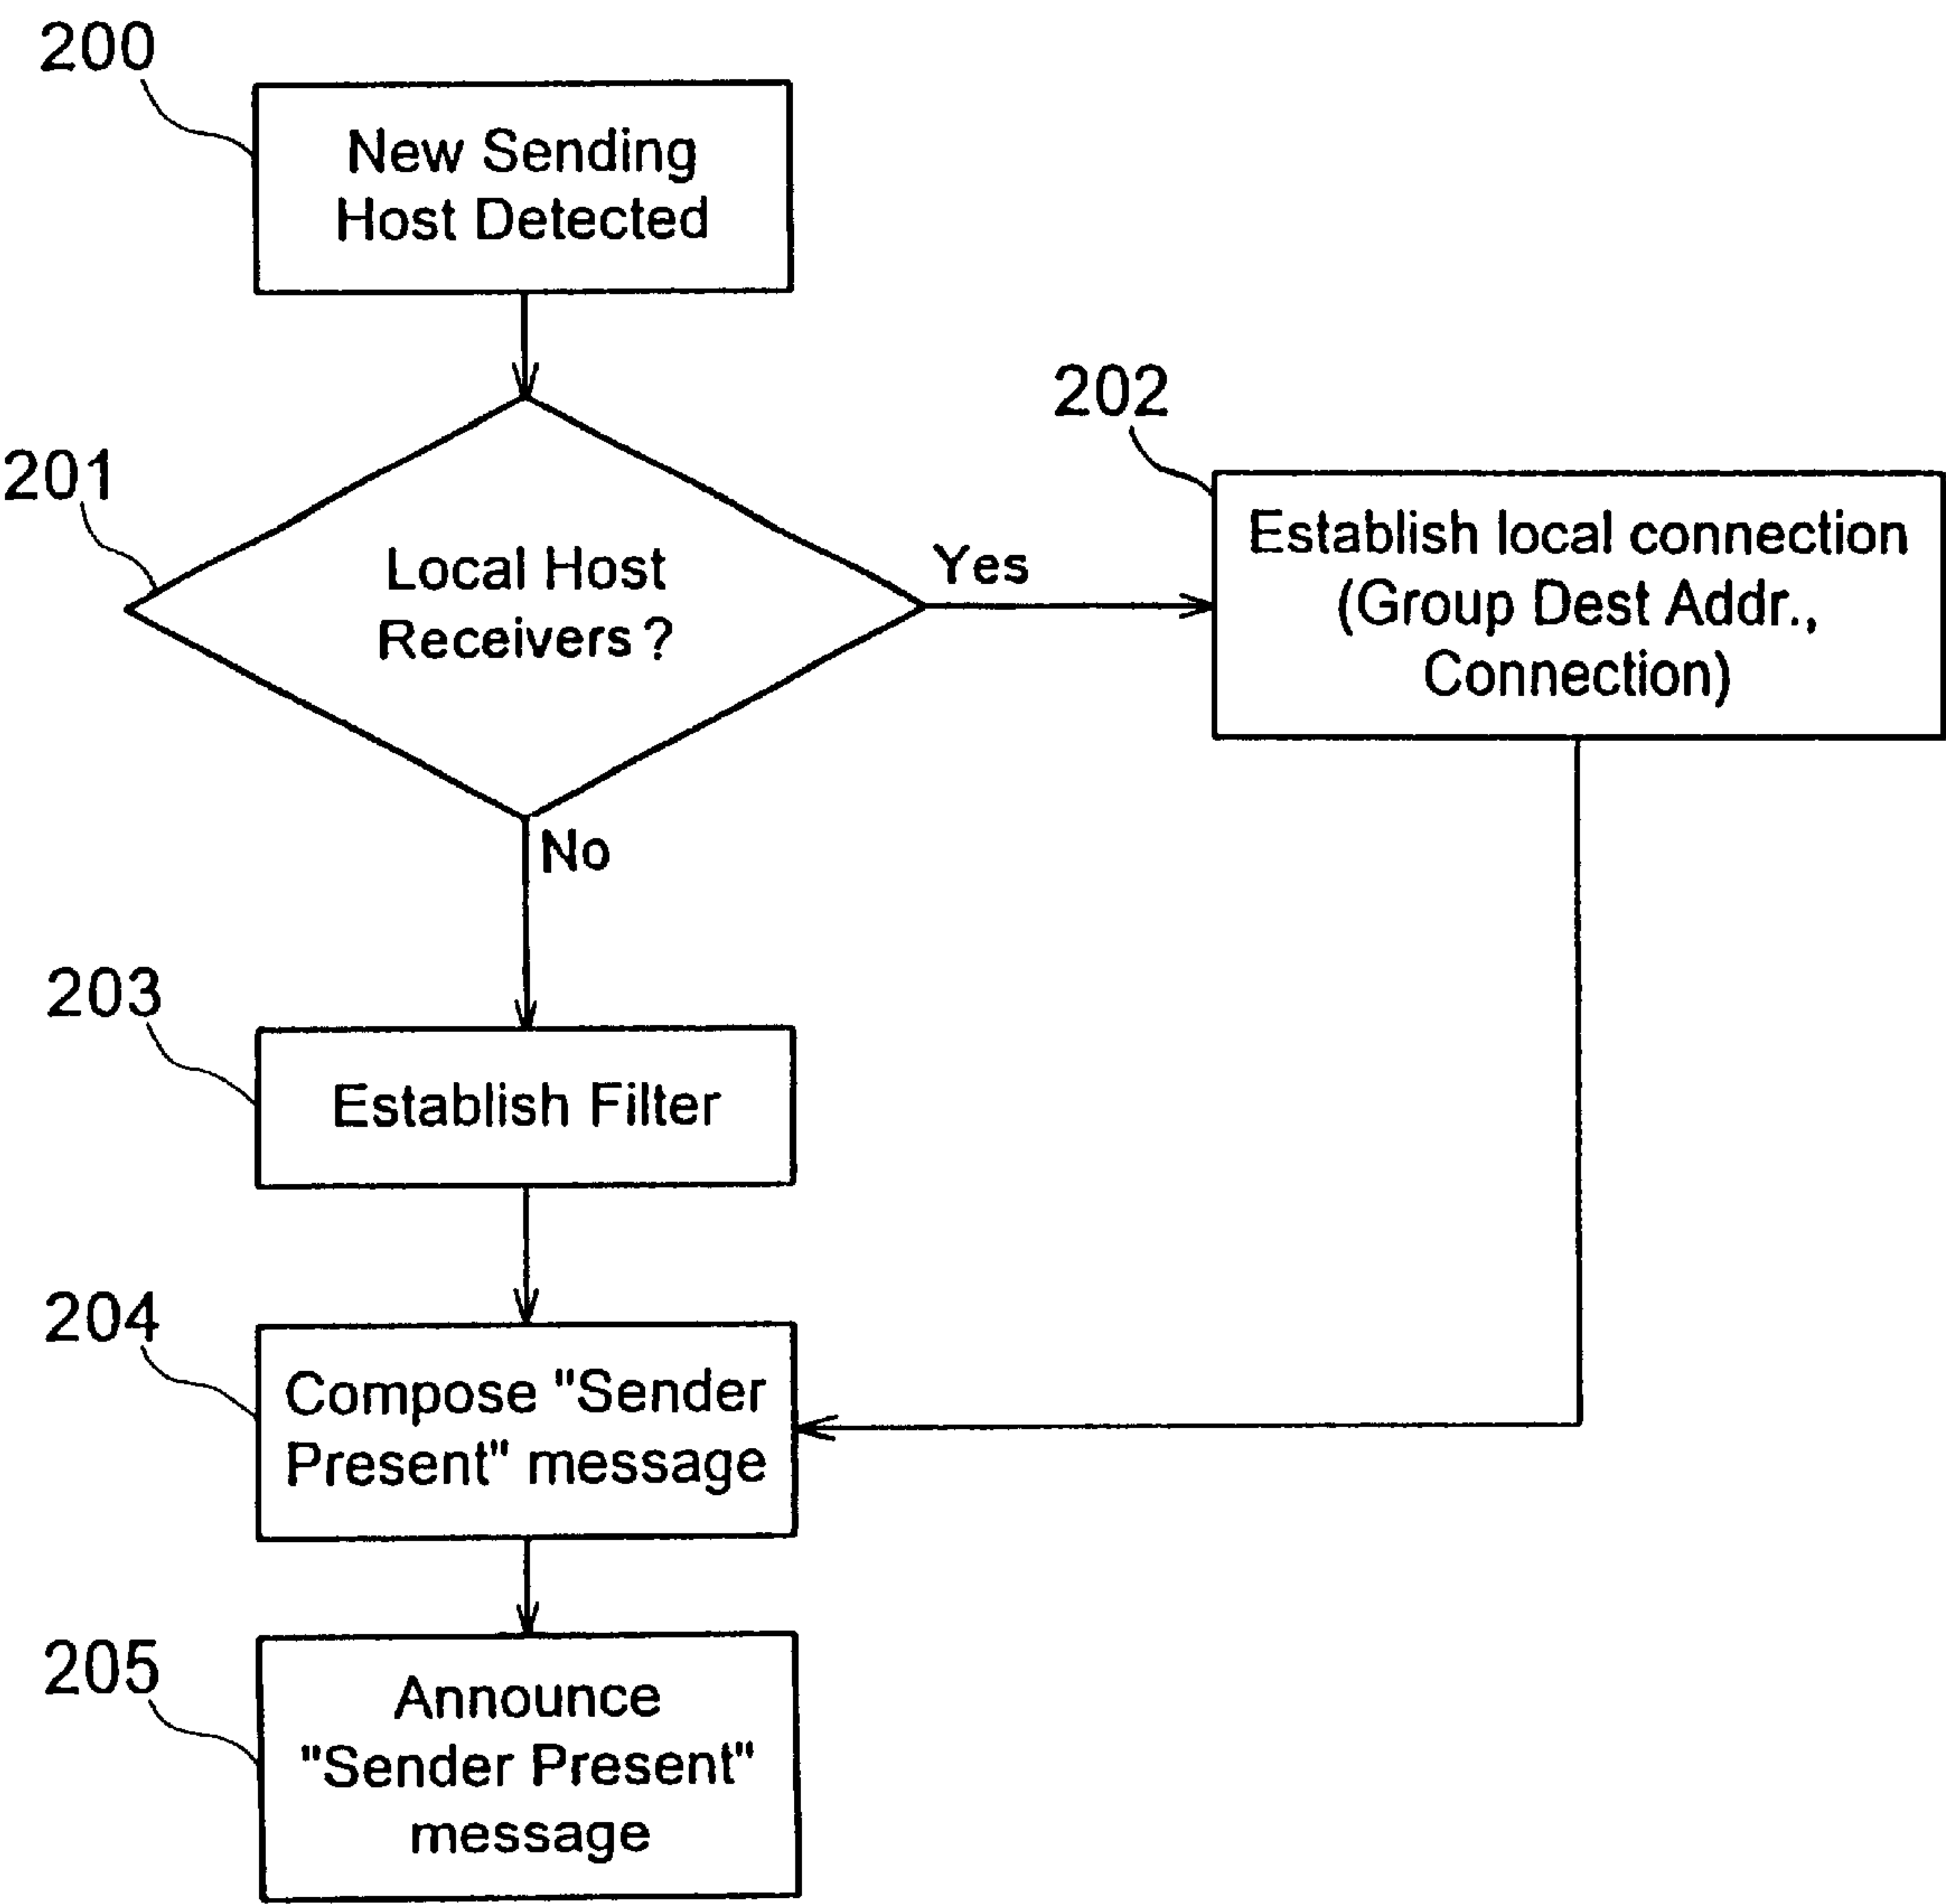 200
New Sending
Host Detected
201
Local Host
Receivers ?
Yes
202
Establish local connection
(Group Dest Addr.,
Connection)
No
203
Establish Filter
204
Compose "Sender
Present" message
205
Announce
"Sender Present"
message